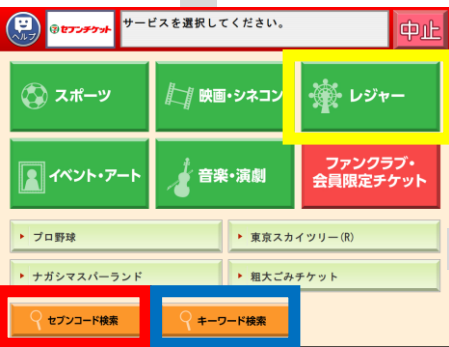 ヘルプ
セブンチケット
サービスを選択してください。
中止
スポーツ
映画・シネコン
レジャー
イベント・アート
音楽・演劇
ファンクラブ・
会員限定チケット
プロ野球
東京スカイツリー(R)
ナガシマスパーランド
粗大ごみチケット
セブンコード検索
キーワード検索